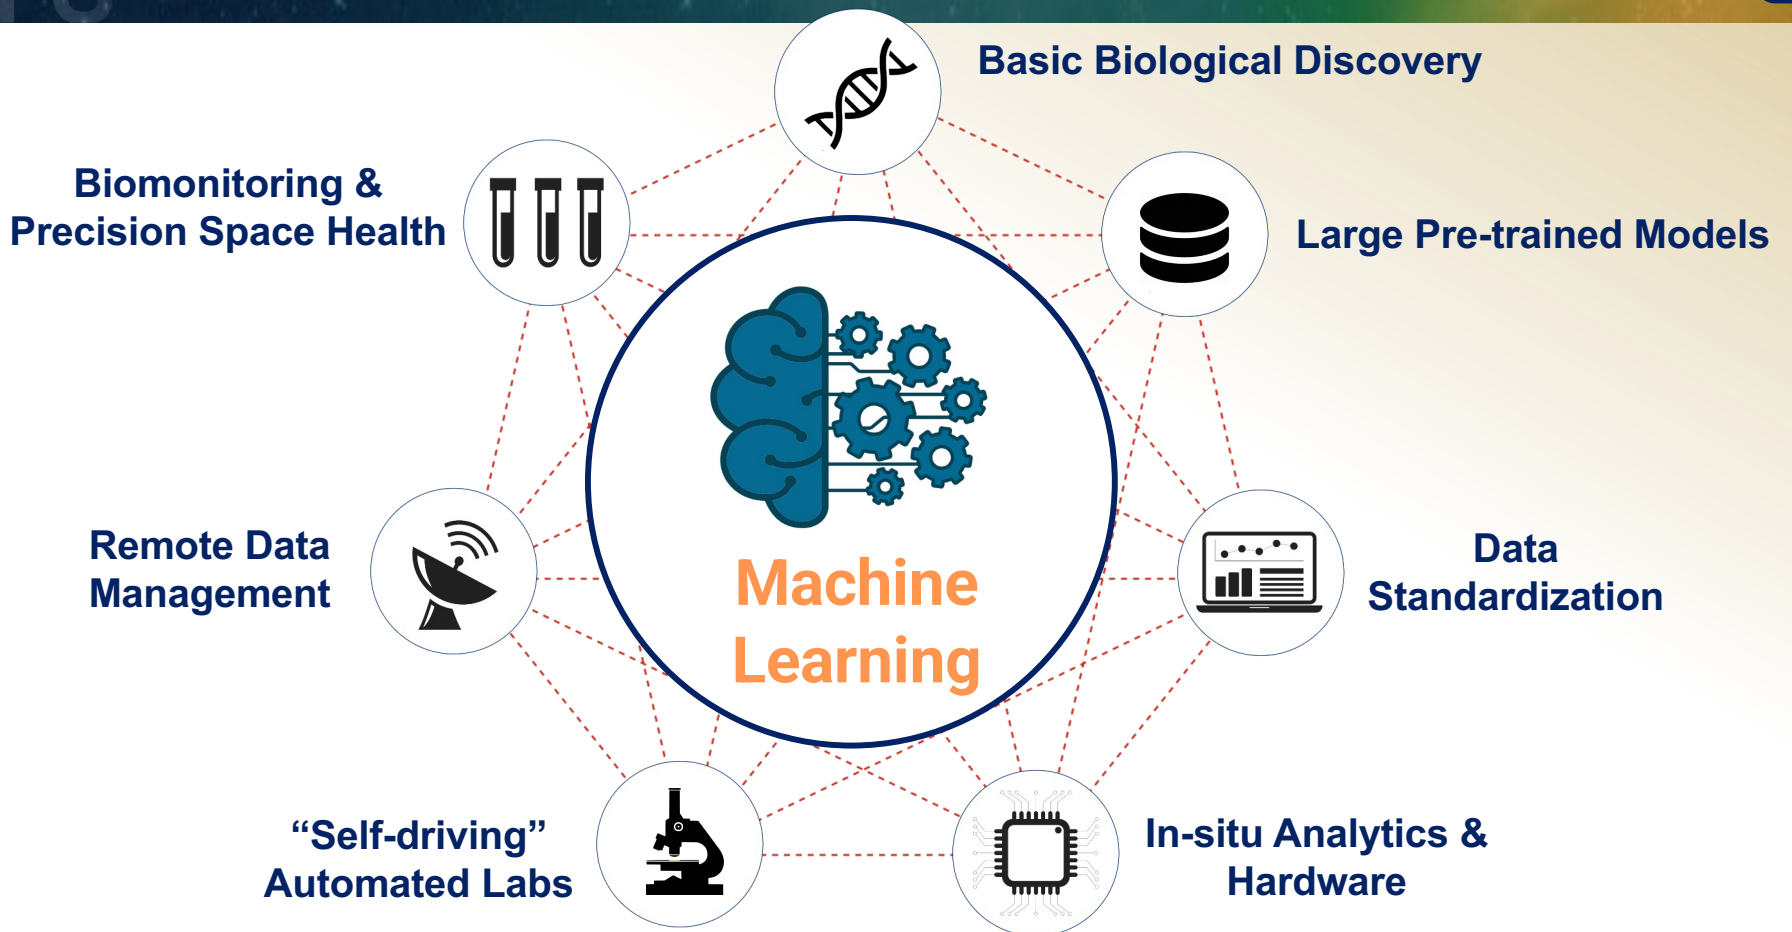 Basic Biological Discovery
Biomonitoring &
Precision Space Health
Large Pre-trained Models
Machine
Learning
Remote Data
Management
Data
Standardization
“Self-driving”
Automated Labs
In-situ Analytics &
Hardware